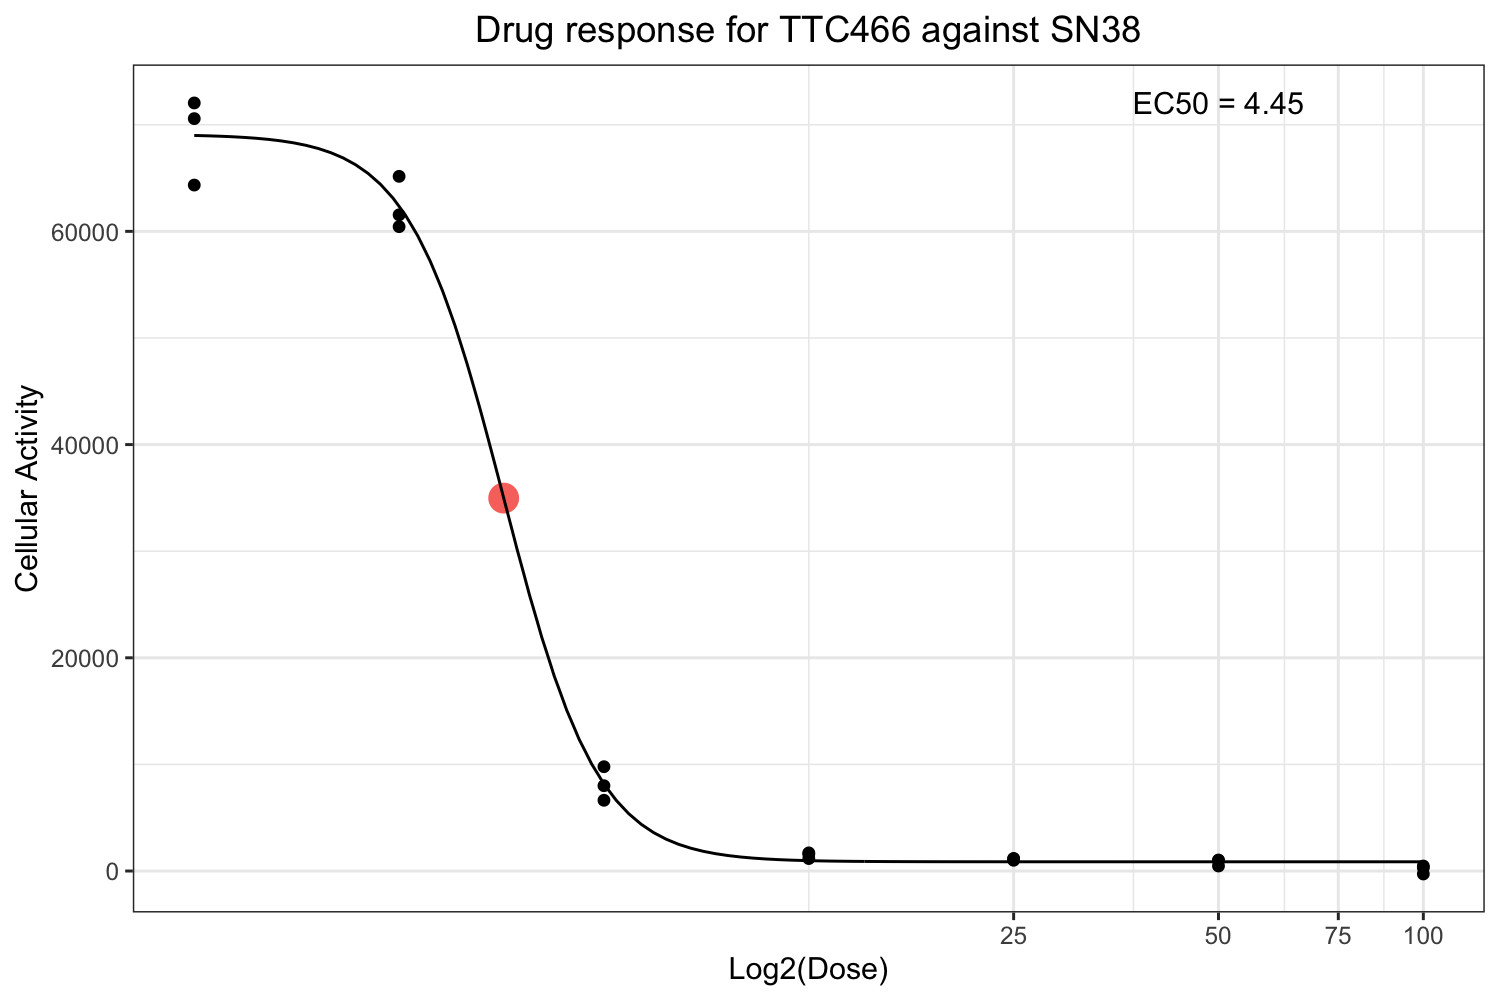 Drug response for TTC466 against SN38
EC50 = 4.45
Cellular Activity
60000
40000
20000
0
25 50 75 100
Log2(Dose)